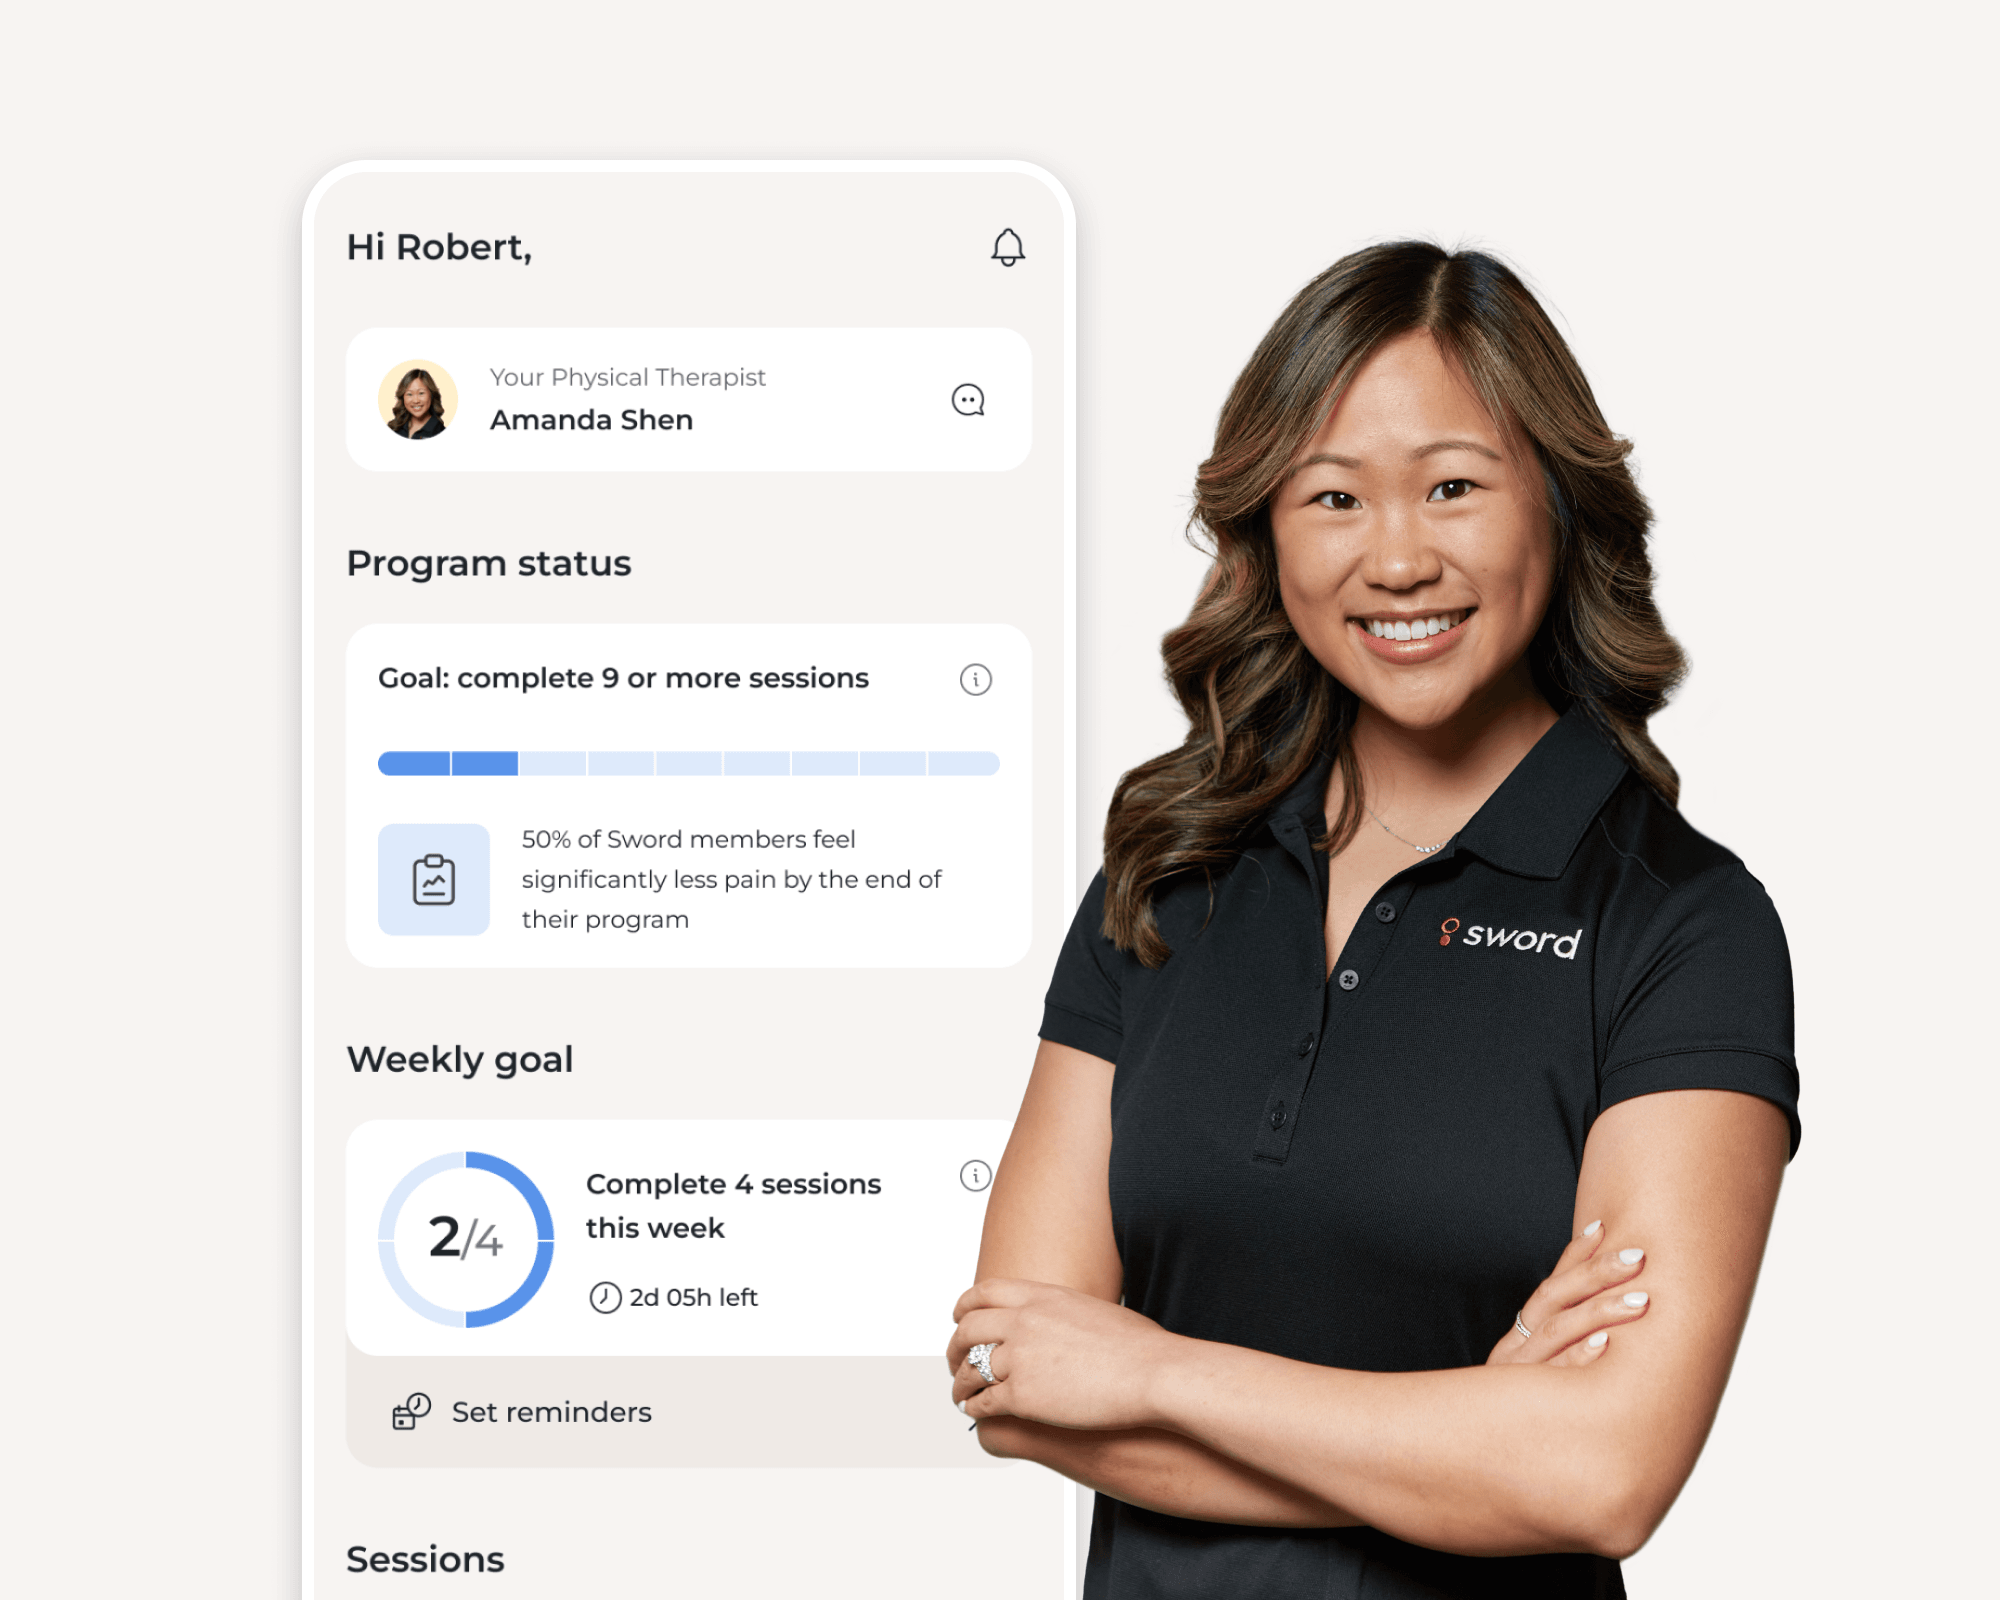 Hi Robert,
Your Physical Therapist
Amanda Shen
Program status
Goal: complete 9 or more sessions
50% of Sword members feel
significantly less pain by the end of
their program
Weekly goal
2/4
Complete 4 sessions
this week
2d 05h left
Set reminders
Sessions
sword